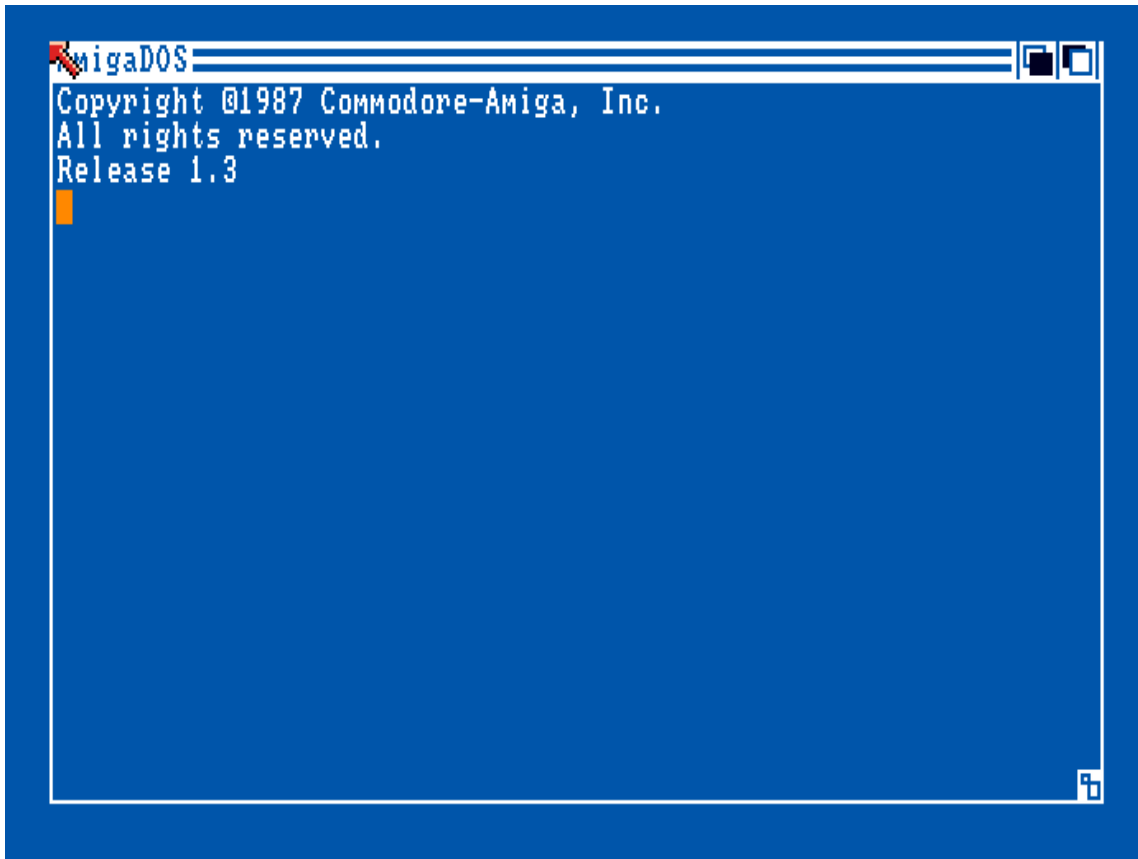 AmigaDOS
Copyright @1987 Commodore-Amiga, Inc.
All rights reserved.
Release 1.3